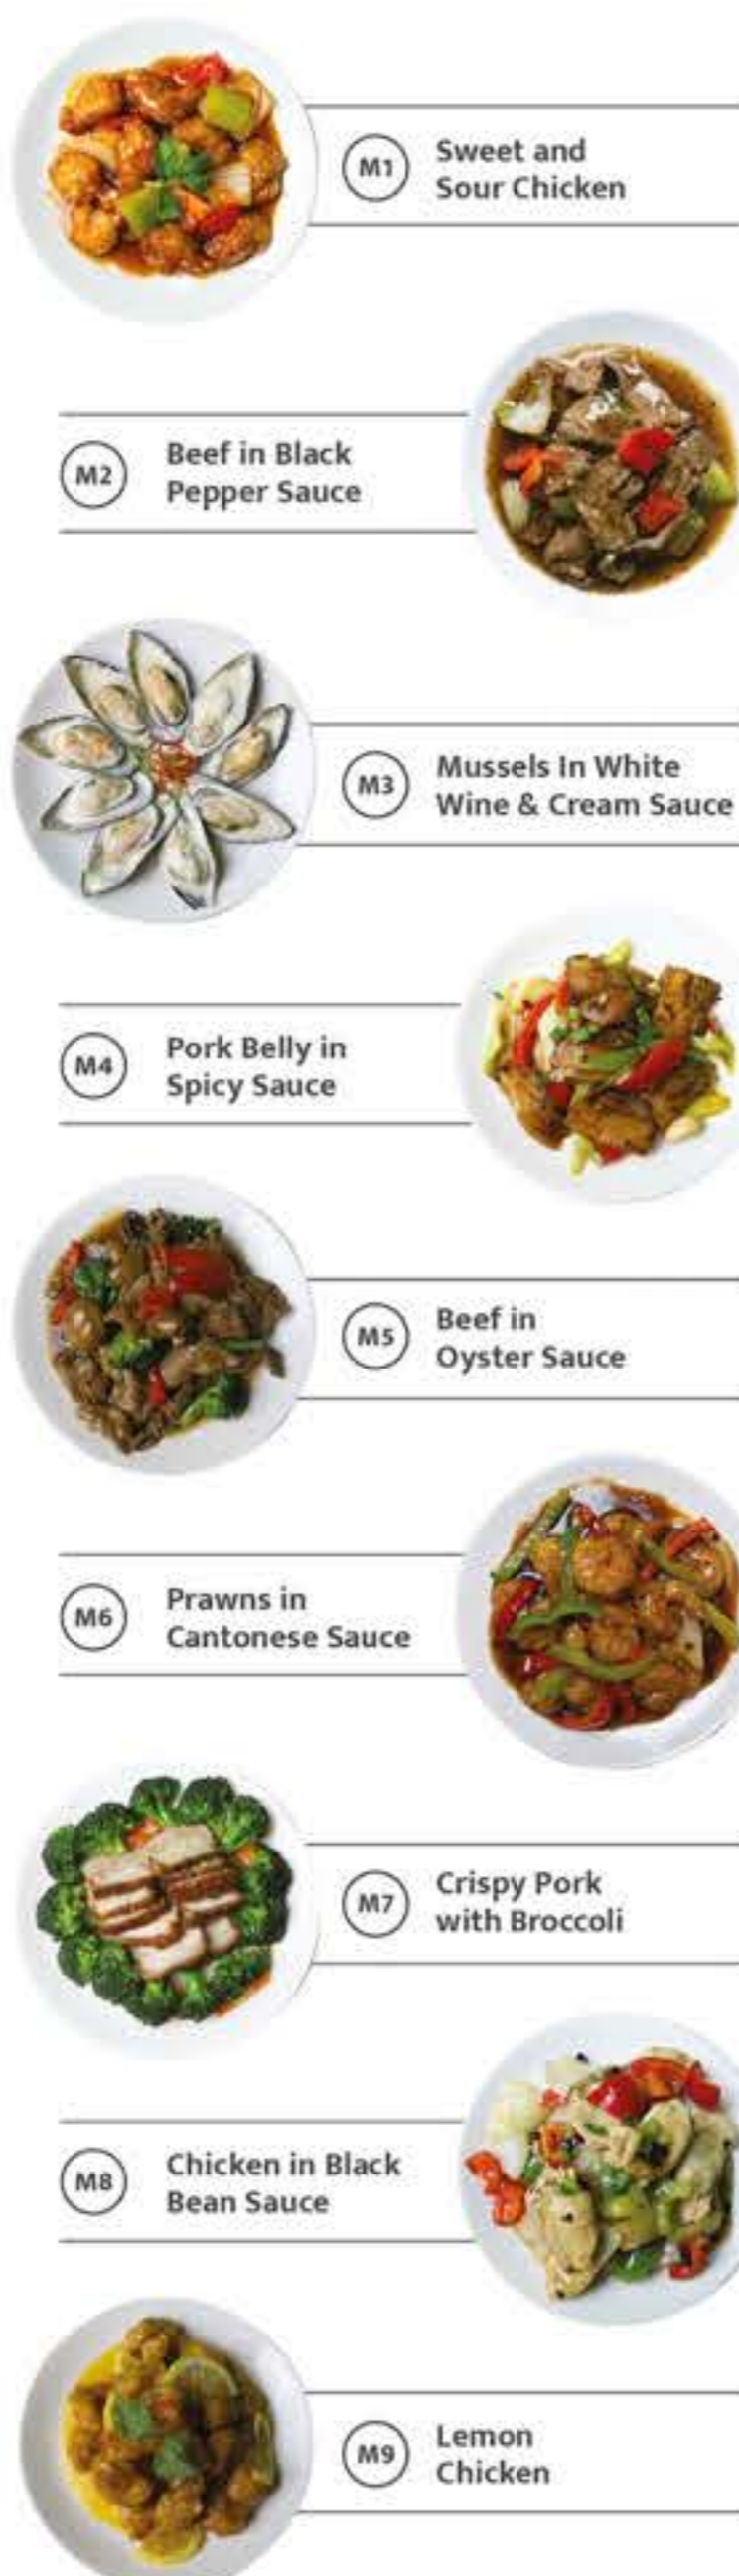 M1
Sweet and
Sour Chicken
M2
Beef in Black
Pepper Sauce
M3
Mussels In White
Wine & Cream Sauce
M4
Pork Belly in
Spicy Sauce
M5
Beef in
Oyster Sauce
M6
Prawns in
Cantonese Sauce
M7
Crispy Pork
with Broccoli
M8
Chicken in Black
Bean Sauce
M9
Lemon
Chicken